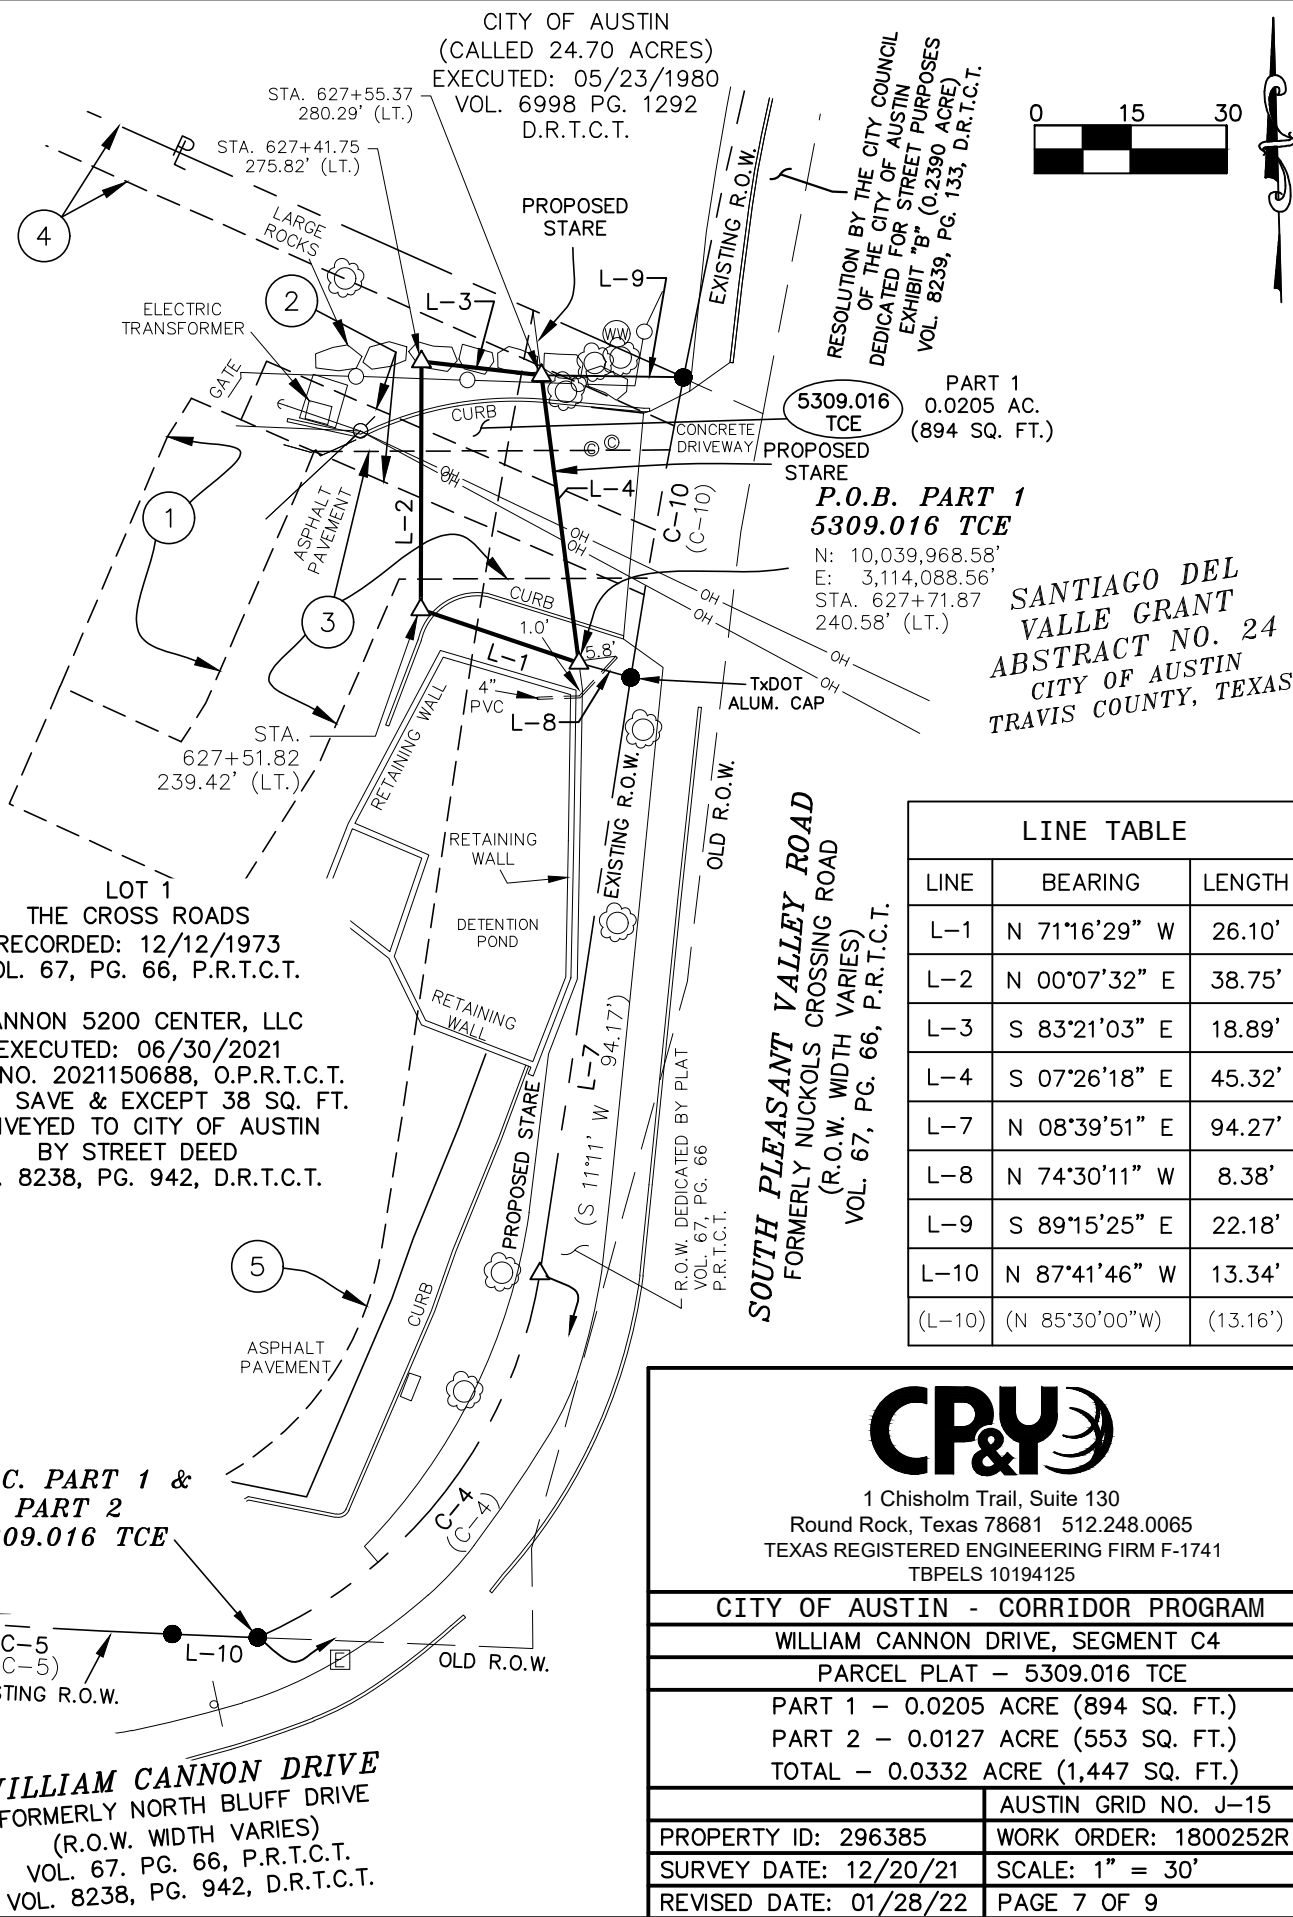 CITY OF AUSTIN
(CALLED 24.70 ACRES)
EXECUTED: 05/23/1980
VOL. 6998 PG. 1292
D.R.T.C.T.
STA. 627+55.37
280.29' (LT.)
STA. 627+41.75
275.82' (LT.)
RESOLUTION BY THE CITY COUNCIL
OF THE CITY OF AUSTIN
DEDICATED FOR STREET PURPOSES
EXHIBIT "B" (0.2390 ACRE)
VOL. 8239, PG. 133, D.R.T.C.T.
0 15 30
PROPOSED
STARE
EXISTING R.O.W.
4
LARGE
ROCKS
2
L-3
L-9
WW
ELECTRIC
TRANSFORMER
GATE
CURB
CONCRETE
DRIVEWAY
5309.016
TCE
PART 1
0.0205 AC.
(894 SQ. FT.)
PROPOSED
STARE
1
ASPHALT
PAVEMENT
L-2
L-4
OH
OH
C-10
(C-10)
P.O.B. PART 1
5309.016 TCE
N: 10,039,968.58'
E: 3,114,088.56'
STA. 627+71.87
240.58' (LT.)
OH
OH
OH
OH
OH
OH
SANTIAGO DEL
VALLE GRANT
ABSTRACT NO. 24
CITY OF AUSTIN
TRAVIS COUNTY, TEXAS
3
CURB
1.0'
5.8'
L-1
4"
PVC
L-8
TxDOT
ALUM. CAP
STA.
627+51.82
239.42' (LT.)
RETAINING WALL
RETAINING
WALL
EXISTING R.O.W.
OLD R.O.W.
DETENTION
POND
RETAINING
WALL
LOT 1
THE CROSS ROADS
RECORDED: 12/12/1973
OL. 67, PG. 66, P.R.T.C.T.
ANNON 5200 CENTER, LLC
EXECUTED: 06/30/2021
NO. 2021150688, O.P.R.T.C.T.
SAVE & EXCEPT 38 SQ. FT.
VEYED TO CITY OF AUSTIN
BY STREET DEED
. 8238, PG. 942, D.R.T.C.T.
L-7
(S 11°11' W 94.17')
PROPOSED STARE
R.O.W. DEDICATED BY PLAT
VOL. 67, PG. 66
P.R.T.C.T.
SOUTH PLEASANT VALLEY ROAD
FORMERLY NUCKOLS CROSSING ROAD
(R.O.W. WIDTH VARIES)
VOL. 67, PG. 66, P.R.T.C.T.
LINE TABLE
LINE BEARING LENGTH
L-1 N 71°16'29" W 26.10'
L-2 N 00°07'32" E 38.75'
L-3 S 83°21'03" E 18.89'
L-4 S 07°26'18" E 45.32'
L-7 N 08°39'51" E 94.27'
L-8 N 74°30'11" W 8.38'
L-9 S 89°15'25" E 22.18'
L-10 N 87°41'46" W 13.34'
(L-10) (N 85°30'00"W) (13.16')
5
ASPHALT
PAVEMENT
CURB
C. PART 1 &
PART 2
09.016 TCE
C-4
(C-4)
C-5
C-5)
STING R.O.W.
L-10
E
OLD R.O.W.
WILLIAM CANNON DRIVE
FORMERLY NORTH BLUFF DRIVE
(R.O.W. WIDTH VARIES)
VOL. 67. PG. 66, P.R.T.C.T.
VOL. 8238, PG. 942, D.R.T.C.T.
CP&Y
1 Chisholm Trail, Suite 130
Round Rock, Texas 78681 512.248.0065
TEXAS REGISTERED ENGINEERING FIRM F-1741
TBPELS 10194125
CITY OF AUSTIN - CORRIDOR PROGRAM
WILLIAM CANNON DRIVE, SEGMENT C4
PARCEL PLAT - 5309.016 TCE
PART 1 - 0.0205 ACRE (894 SQ. FT.)
PART 2 - 0.0127 ACRE (553 SQ. FT.)
TOTAL - 0.0332 ACRE (1,447 SQ. FT.)
AUSTIN GRID NO. J-15
PROPERTY ID: 296385 WORK ORDER: 1800252R
SURVEY DATE: 12/20/21 SCALE: 1" = 30'
REVISED DATE: 01/28/22 PAGE 7 OF 9